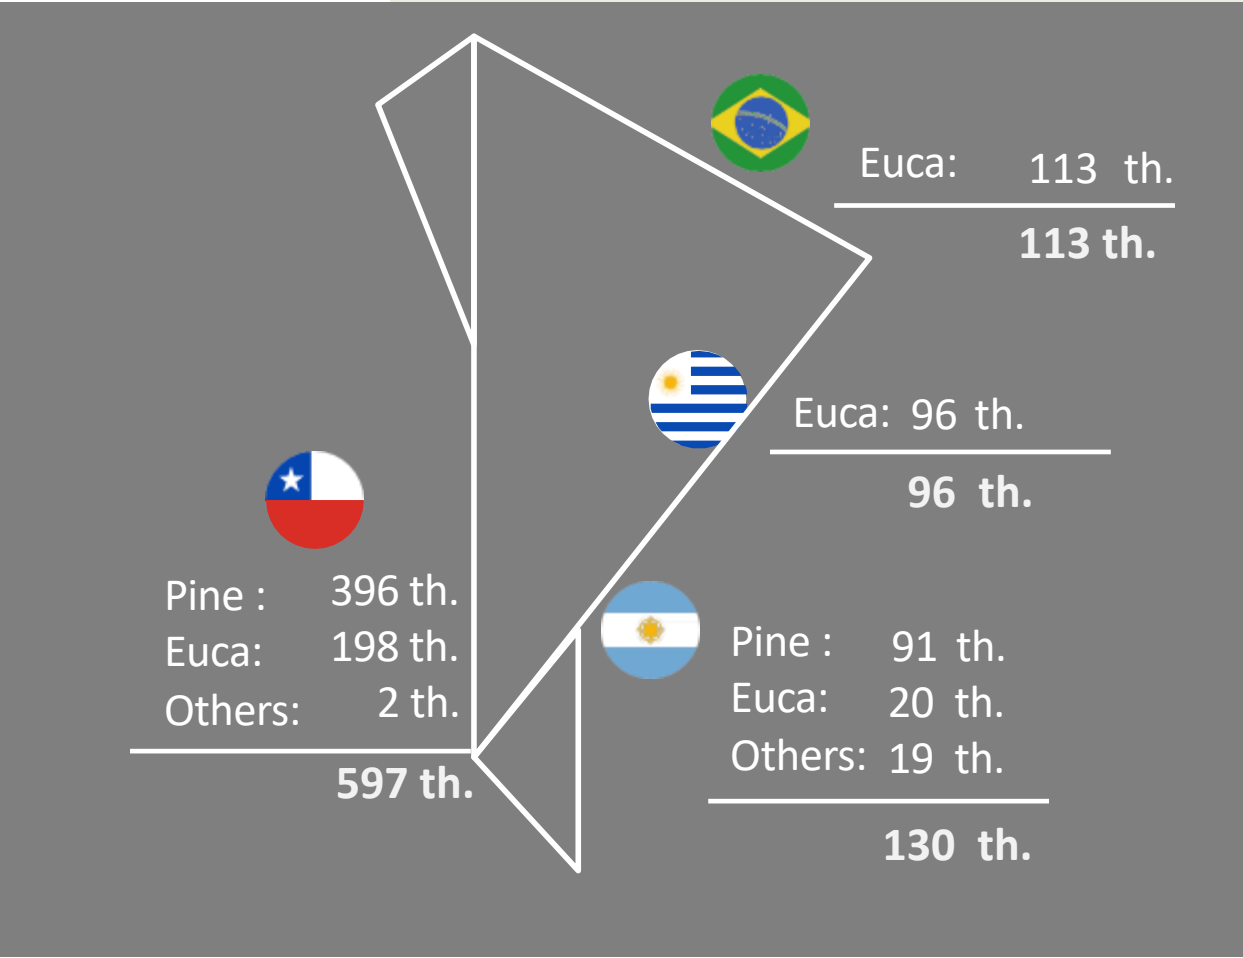 Euca: 113 th.
113 th.
Euca: 96 th.
96 th.
Pine : 396 th.
Euca: 198 th.
Others: 2 th.
597 th.
Pine : 91 th.
Euca: 20 th.
Others: 19 th.
130 th.